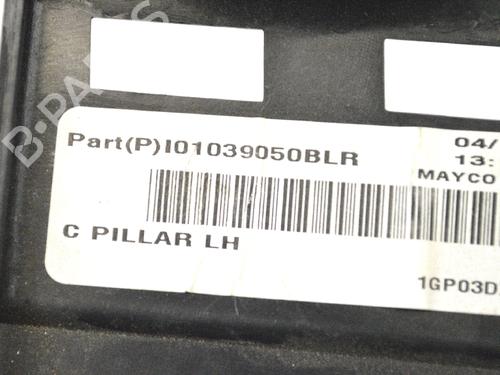 B-PARTS
Part(P)I01039050BLR
04/
13:
MAYCO
C PILLAR LH
1GP03D